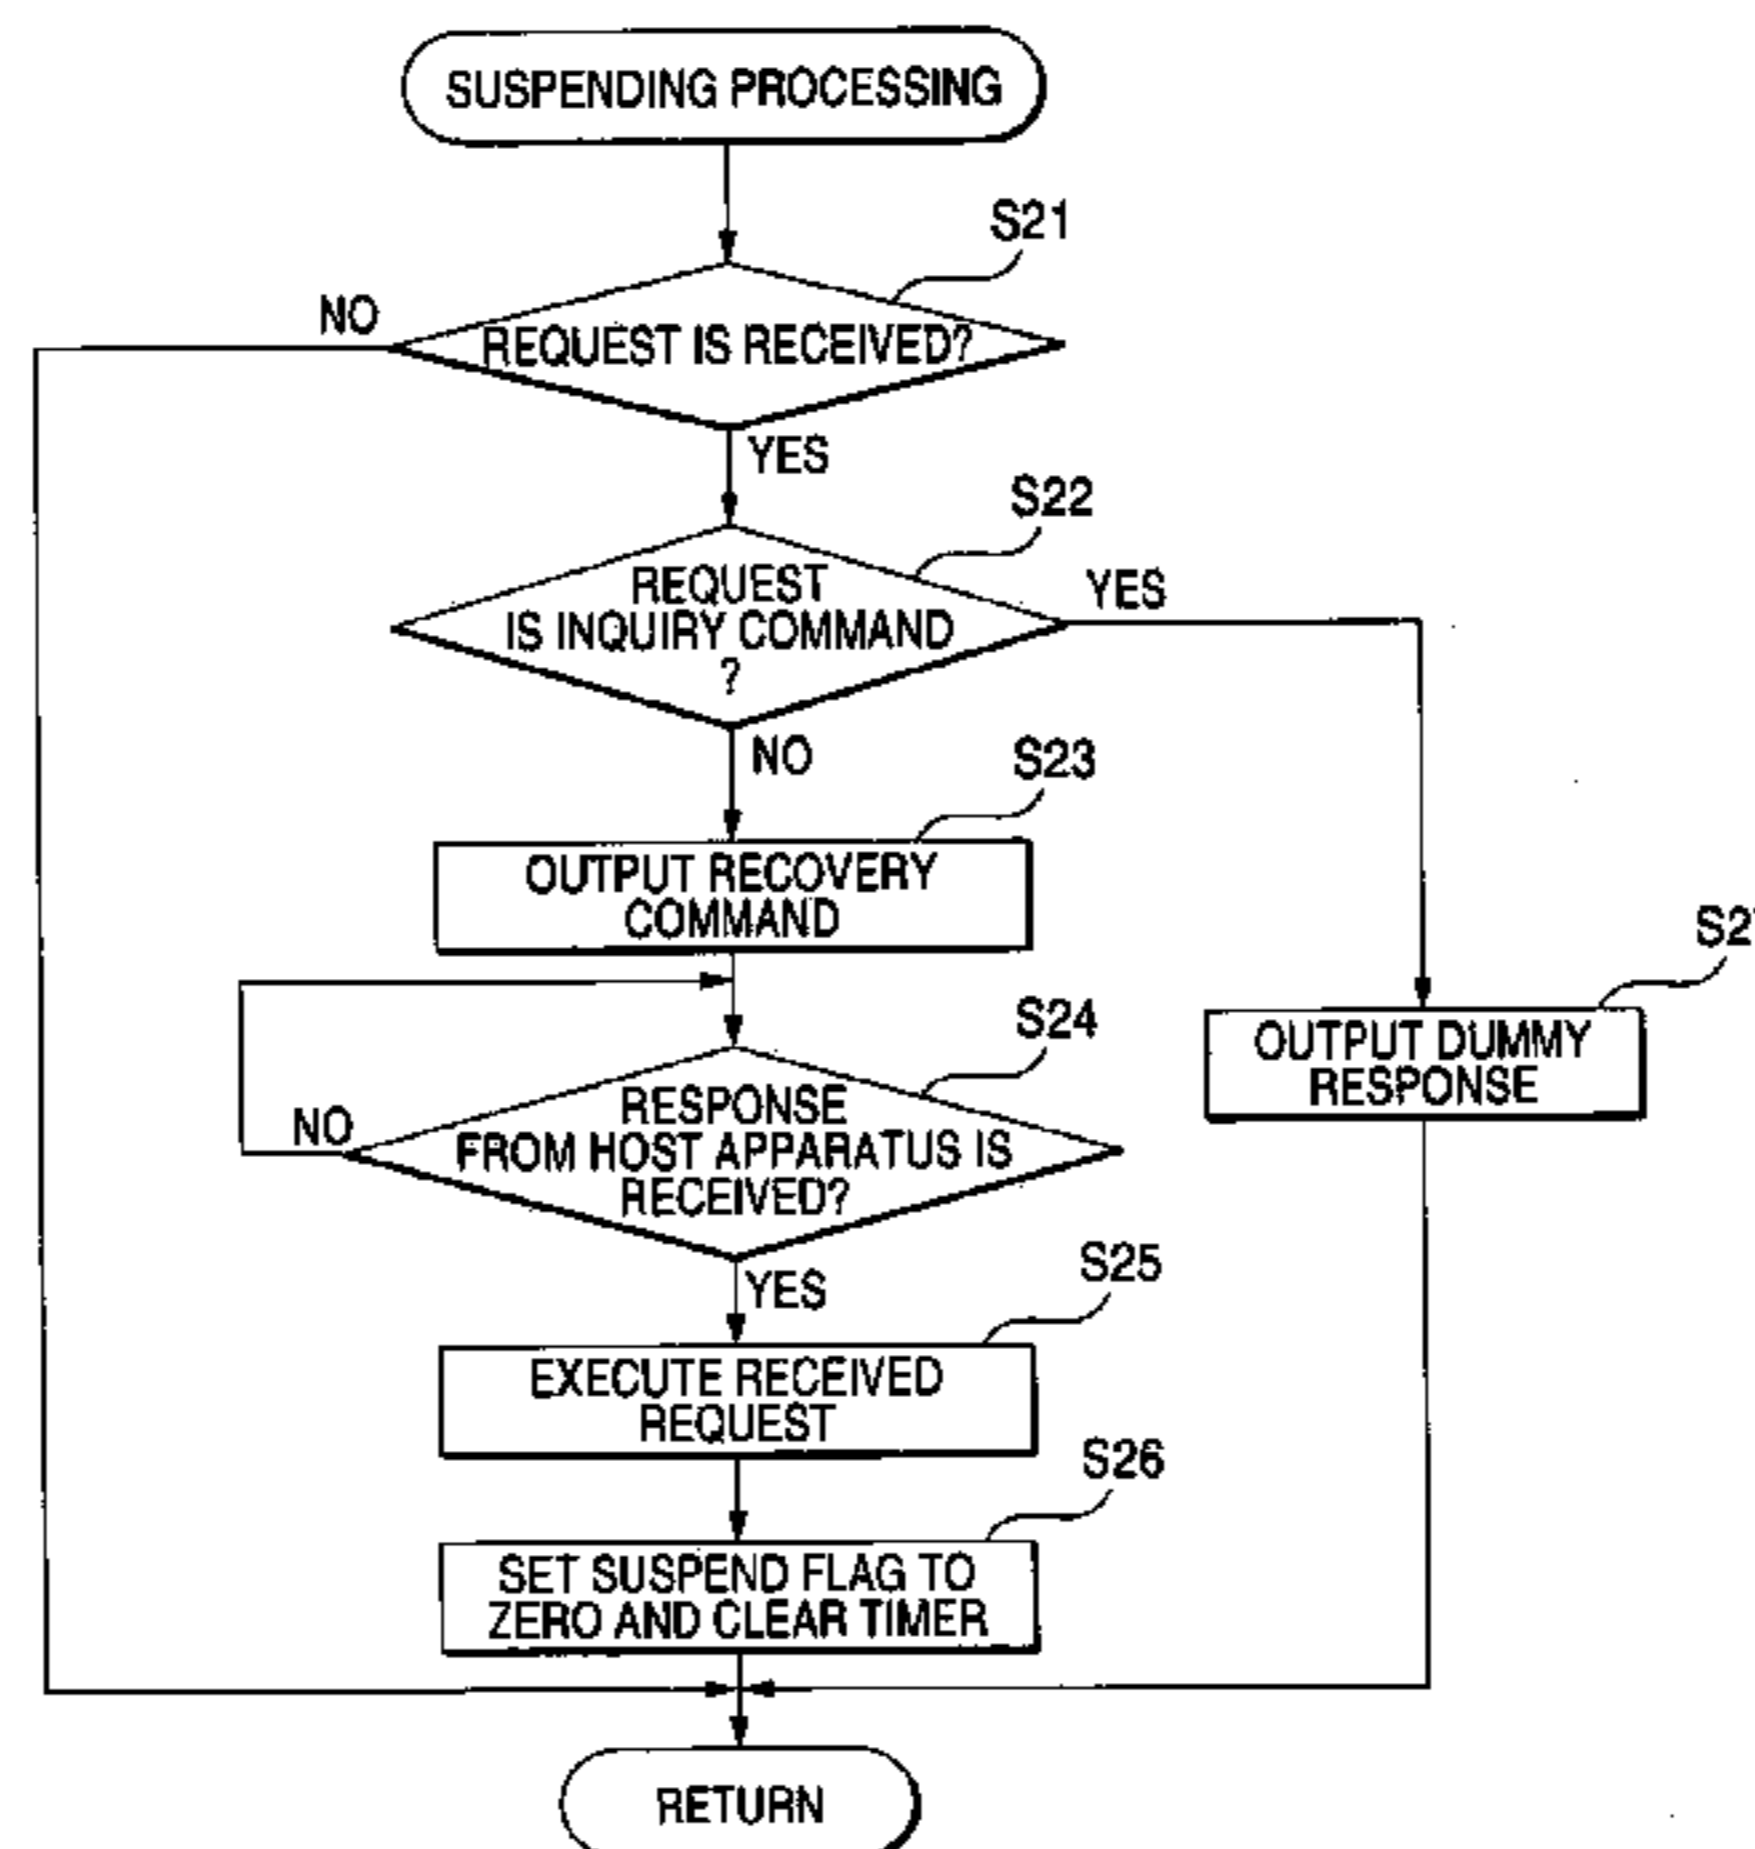 SUSPENDING PROCESSING
S21
NO
REQUEST IS RECEIVED?
YES
S22
REQUEST
IS INQUIRY COMMAND
?
YES
NO
S23
OUTPUT RECOVERY
COMMAND
S24
RESPONSE
FROM HOST APPARATUS IS
RECEIVED?
NO
OUTPUT DUMMY
RESPONSE
YES
S25
EXECUTE RECEIVED
REQUEST
S26
SET SUSPEND FLAG TO
ZERO AND CLEAR TIMER
RETURN